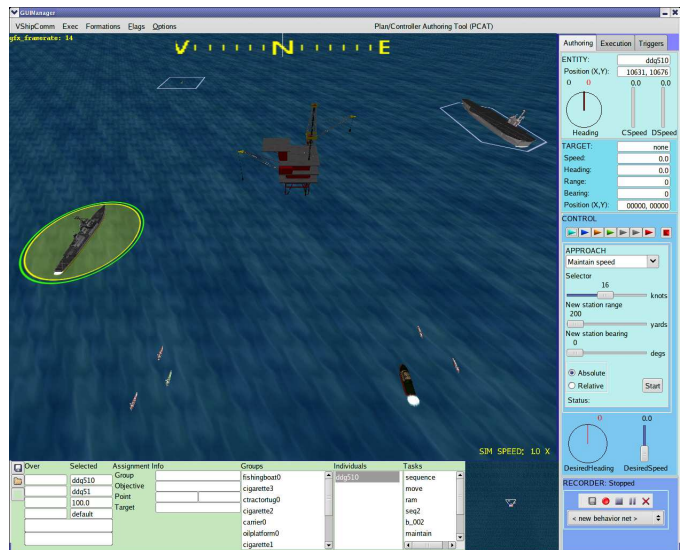 GUIManager
VShipComm Exec Formations Flags Options Plan/Controller Authoring Tool (PCAT)
gfx_framerate: 14
N E
SIM SPEED: 1.0 X
Authoring Execution Triggers
ENTITY: ddg510
Position (X,Y): 10631, 10676
0 0 0.0 0.0
Heading CSpeed DSpeed
TARGET: none
Speed: 0.0
Heading: 0.0
Range: 0
Bearing: 0
Position (X,Y): 00000, 00000
CONTROL
APPROACH
Maintain speed
Selector
16
knots
New station range
200
yards
New station bearing
0
degs
Absolute
Relative Start
Status:
0 0.0
DesiredHeading DesiredSpeed
RECORDER: Stopped
< new behavior net >
Over Selected Assignment Info Groups Individuals Tasks
ddg510 Group fishingboat0 ddg510 sequence
ddg51 Objective cigarette3 move
100.0 Point ctractortug0 ram
default Target cigarette2 seq2
carrier0 b_002
oilplatform0 maintain
cigarette1